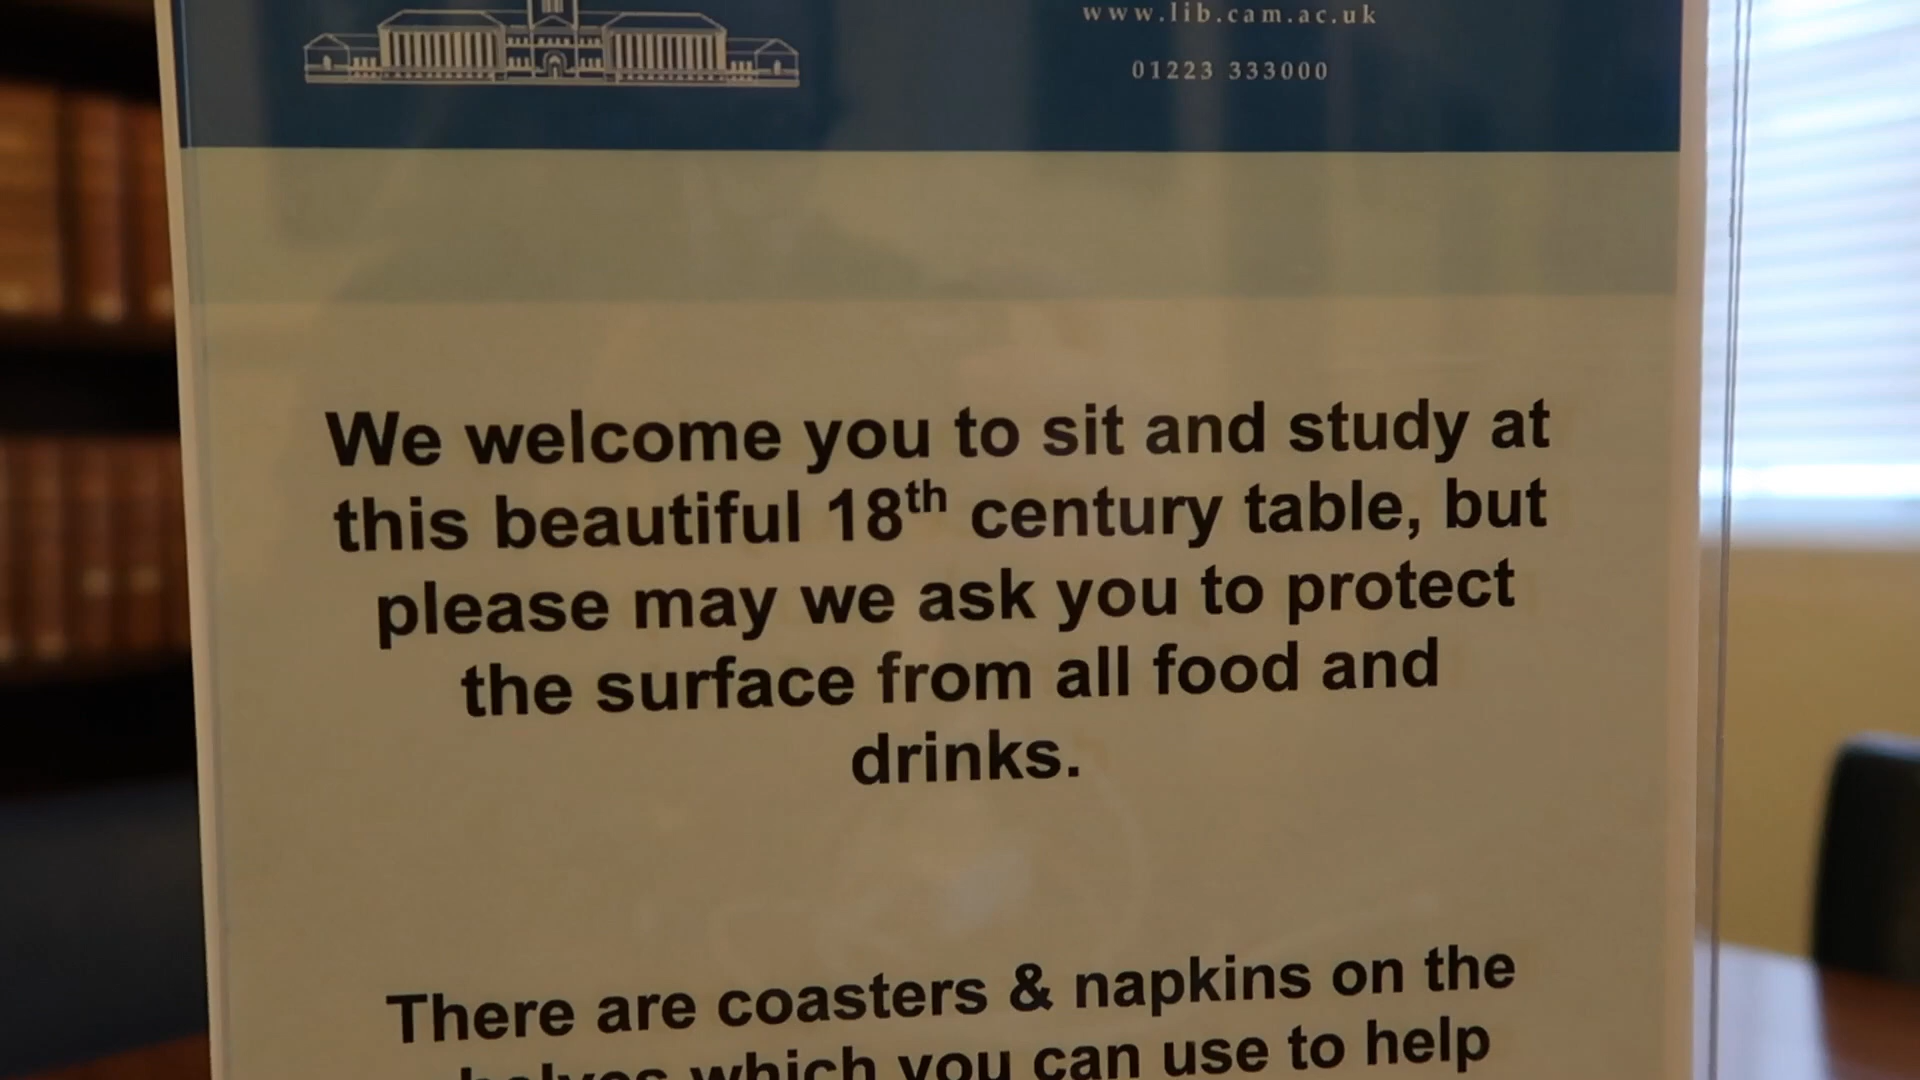 www.lib.cam.ac.uk
01223 333000
We welcome you to sit and study at
this beautiful 18th century table, but
please may we ask you to protect
the surface from all food and
drinks.
There are coasters & napkins on the
which you can use to help